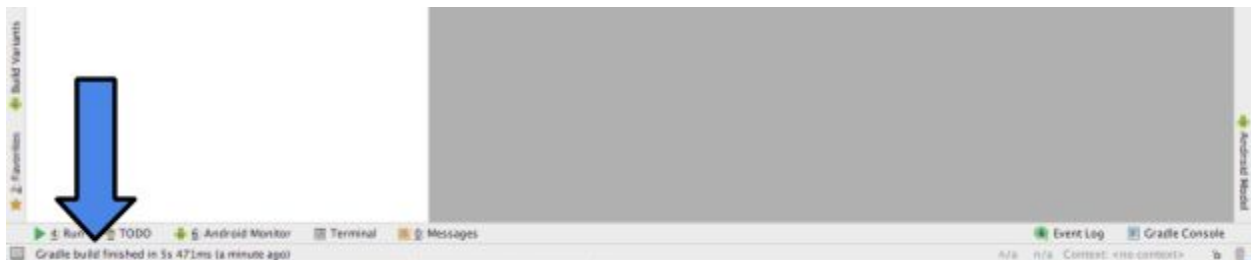 Build Variants
2: Favorites
Android Model
4: Run TODO 6: Android Monitor Terminal 0: Messages Event Log Gradle Console
Gradle build finished in 5s 471ms (a minute ago) n/a n/a Context: <no context>